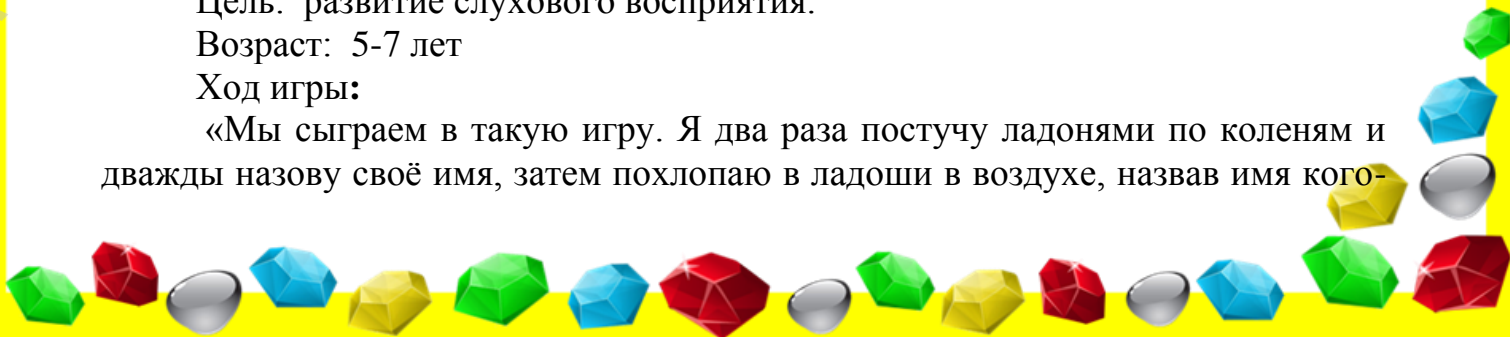 Цель: развитие слухового восприятия.
Возраст: 5-7 лет
Ход игры:
«Мы сыграем в такую игру. Я два раза постучу ладонями по коленям и
дважды назову своё имя, затем похлопаю в ладоши в воздухе, назвав имя кого-